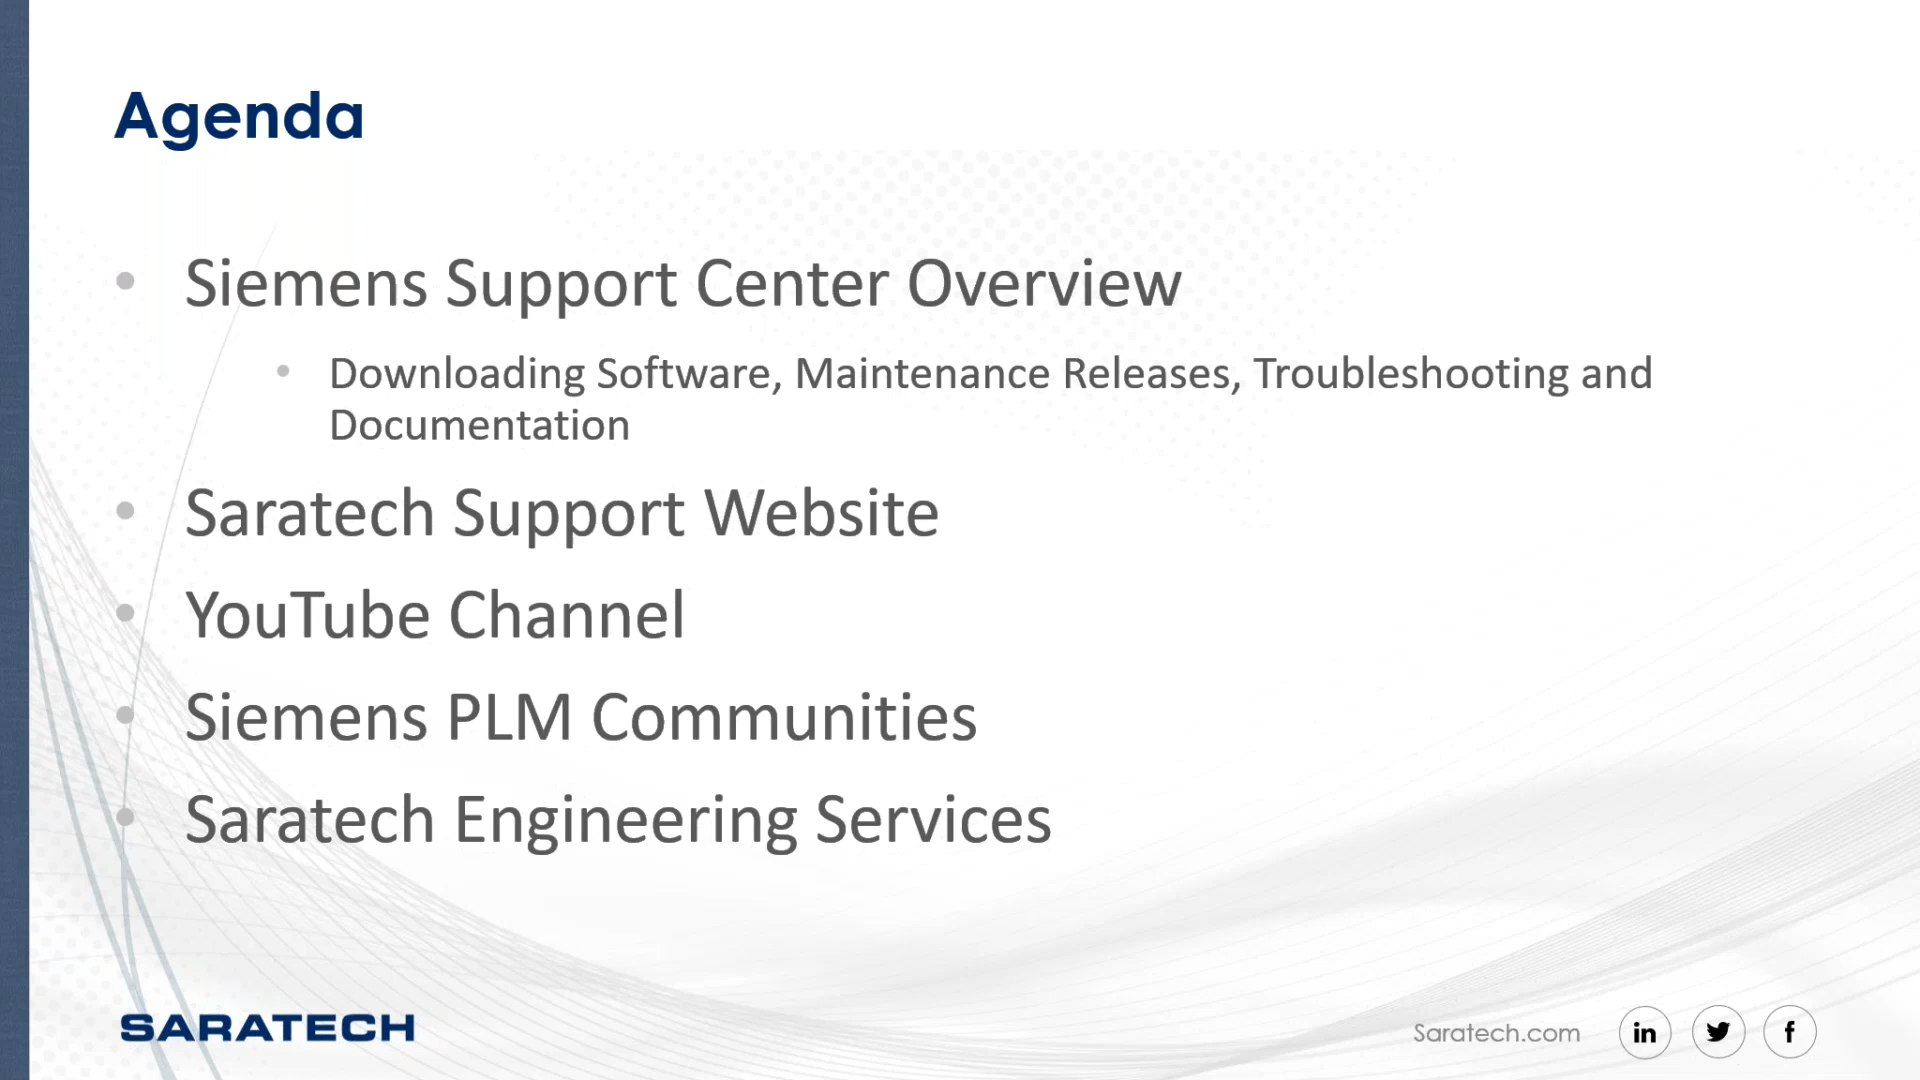 Agenda
• Siemens Support Center Overview
• Downloading Software, Maintenance Releases, Troubleshooting and
Documentation
• Saratech Support Website
• YouTube Channel
• Siemens PLM Communities
• Saratech Engineering Services
SARATECH
Saratech.com
in
f